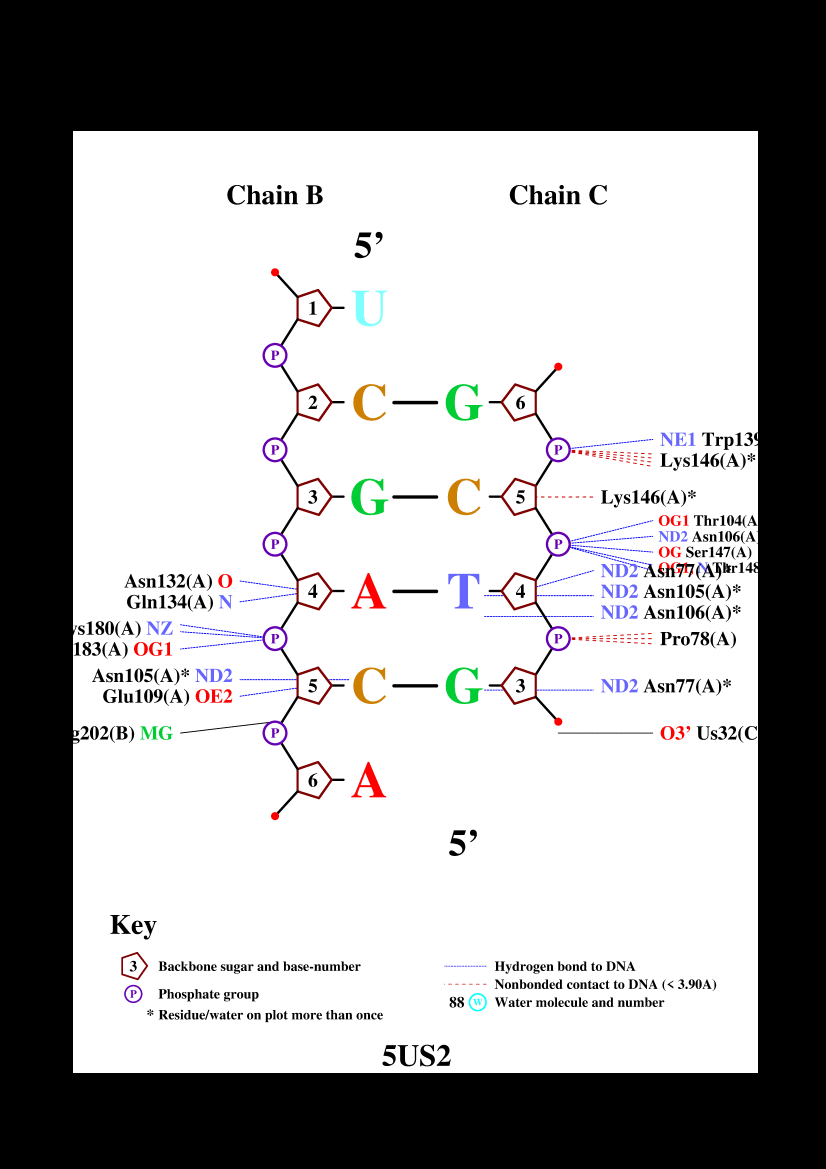 Chain B Chain C
5’
1 U
P
2 C G 6
P P
NE1 Trp139
Lys146(A)*
3 G C 5
Lys146(A)*
P P
OG1 Thr104(A
ND2 Asn106(A)
OG Ser147(A)
OG1, N Thr148
4 A T 4
Asn132(A) O
Gln134(A) N
ND2 Asn77(A)*
ND2 Asn105(A)*
ND2 Asn106(A)*
P P
ys180(A) NZ
183(A) OG1
Pro78(A)
5 C G 3
Asn105(A)* ND2
Glu109(A) OE2
ND2 Asn77(A)*
P
g202(B) MG
O3’ Us32(C
6 A
5’
Key
3 Backbone sugar and base-number
P Phosphate group
* Residue/water on plot more than once
Hydrogen bond to DNA
Nonbonded contact to DNA (< 3.90A)
88 W Water molecule and number
5US2